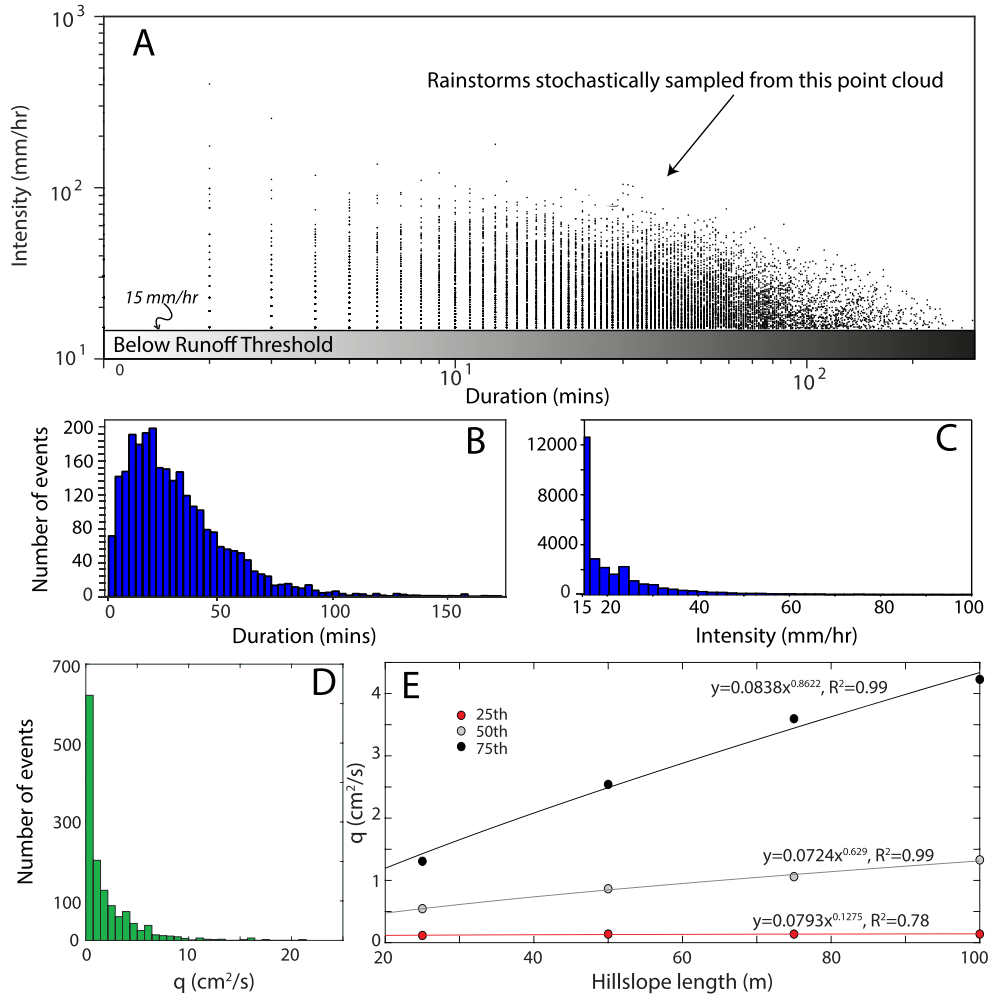 A
10³
Intensity (mm/hr)
Rainstorms stochastically sampled from this point cloud
10²
15 mm/hr
Below Runoff Threshold
10¹
0
10¹
10²
Duration (mins)
B
Number of events
200
160
120
80
40
0
0 50 100 150
Duration (mins)
C
12000
8000
4000
0
15 20 40 60 80 100
Intensity (mm/hr)
D
Number of events
700
500
300
100
0
0 10 20
q (cm²/s)
E
q (cm²/s)
4
3
2
1
0
25th
50th
75th
y=0.0838x^0.8622, R²=0.99
y=0.0724x^0.629, R²=0.99
y=0.0793x^0.1275, R²=0.78
20 40 60 80 100
Hillslope length (m)